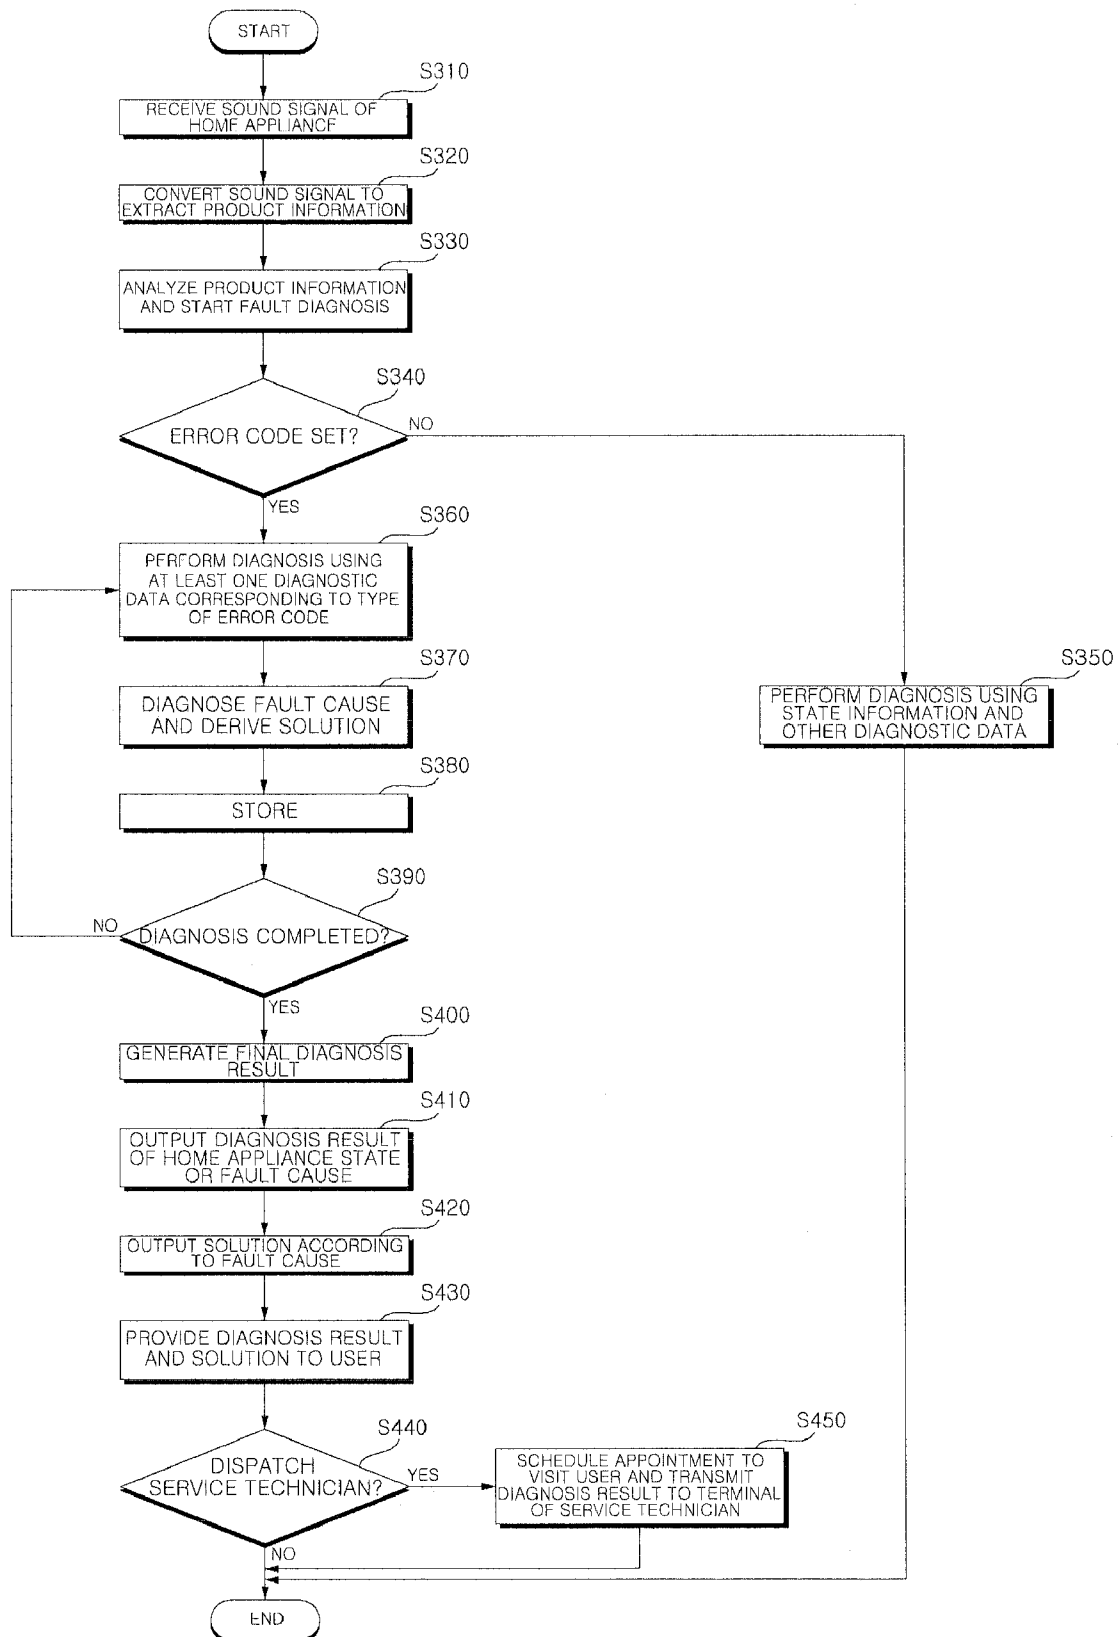 START
S310
RECEIVE SOUND SIGNAL OF
HOME APPLIANCE
S320
CONVERT SOUND SIGNAL TO
EXTRACT PRODUCT INFORMATION
S330
ANALYZE PRODUCT INFORMATION
AND START FAULT DIAGNOSIS
S340
ERROR CODE SET?
NO
YES
S360
PERFORM DIAGNOSIS USING
AT LEAST ONE DIAGNOSTIC
DATA CORRESPONDING TO TYPE
OF ERROR CODE
S370
DIAGNOSE FAULT CAUSE
AND DERIVE SOLUTION
S350
PERFORM DIAGNOSIS USING
STATE INFORMATION AND
OTHER DIAGNOSTIC DATA
S380
STORE
S390
DIAGNOSIS COMPLETED?
NO
YES
S400
GENERATE FINAL DIAGNOSIS
RESULT
S410
OUTPUT DIAGNOSIS RESULT
OF HOME APPLIANCE STATE
OR FAULT CAUSE
S420
OUTPUT SOLUTION ACCORDING
TO FAULT CAUSE
S430
PROVIDE DIAGNOSIS RESULT
AND SOLUTION TO USER
S440
DISPATCH
SERVICE TECHNICIAN?
YES
NO
S450
SCHEDULE APPOINTMENT TO
VISIT USER AND TRANSMIT
DIAGNOSIS RESULT TO TERMINAL
OF SERVICE TECHNICIAN
END